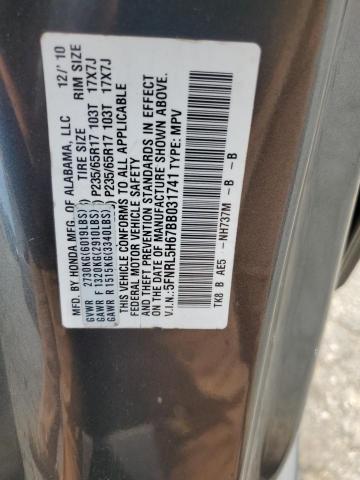 MFD. BY HONDA MFG. OF ALABAMA, LLC 12/'10
TIRE SIZE RIM SIZE
GVWR 2730KG(6019LBS)
GAWR F 1320KG(2910LBS) P235/65R17 103T 17X7J
GAWR R 1515KG(3340LBS) P235/65R17 103T 17X7J
THIS VEHICLE CONFORMS TO ALL APPLICABLE
FEDERAL MOTOR VEHICLE SAFETY
AND THEFT PREVENTION STANDARDS IN EFFECT
ON THE DATE OF MANUFACTURE SHOWN ABOVE.
V.I.N.:5FNRL5H67BB031741 TYPE: MPV
TK8 B AE5 -NH737M -B -B